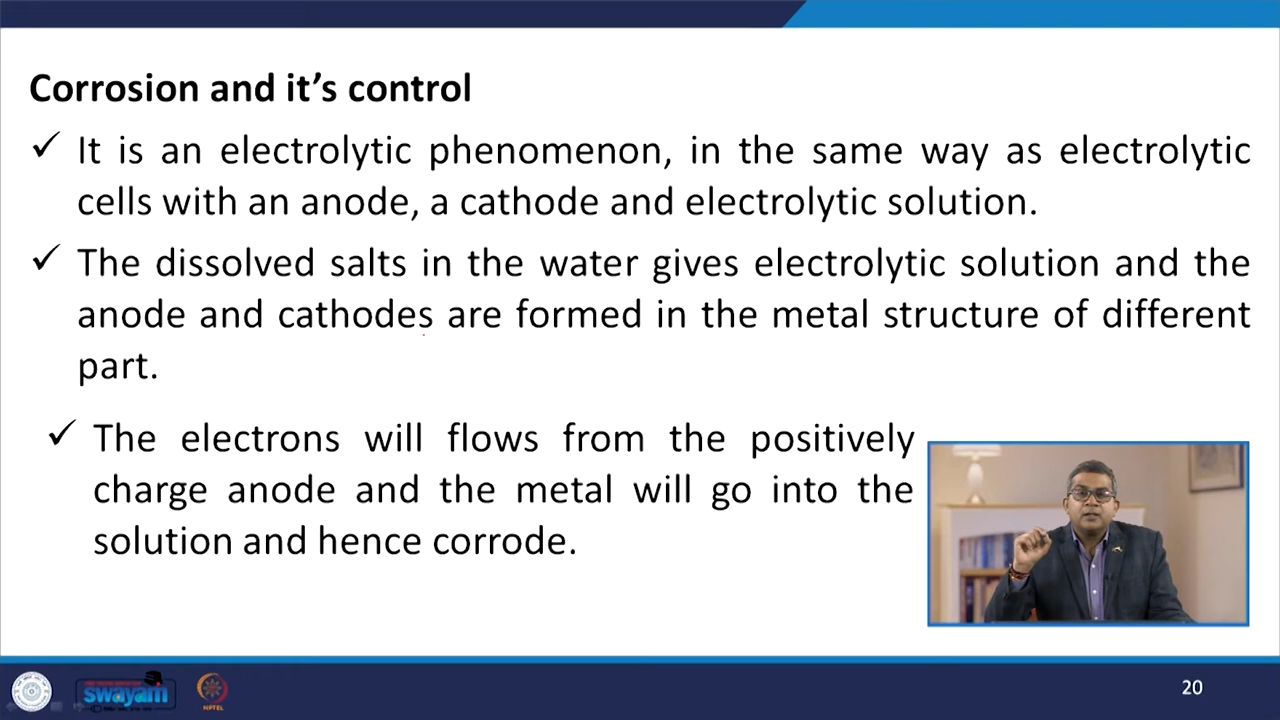 Corrosion and it's control
✓ It is an electrolytic phenomenon, in the same way as electrolytic
cells with an anode, a cathode and electrolytic solution.
✓ The dissolved salts in the water gives electrolytic solution and the
anode and cathodes are formed in the metal structure of different
part.
✓ The electrons will flows from the positively
charge anode and the metal will go into the
solution and hence corrode.
swayam
NPTEL
20